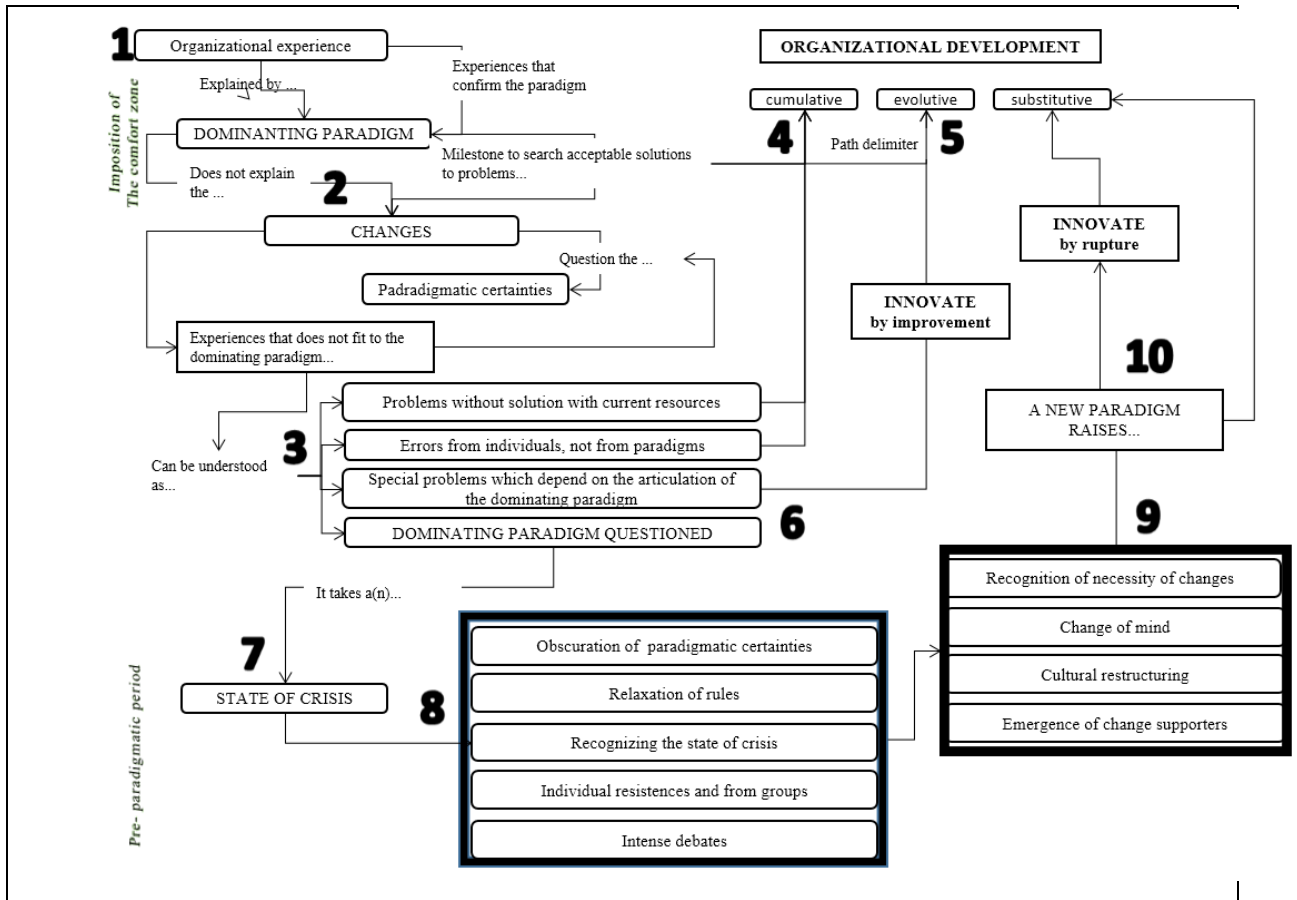 1
Organizational experience
ORGANIZATIONAL DEVELOPMENT
Explained by ...
Experiences that
confirm the paradigm
cumulative
evolutive
substitutive
Imposition of
The comfort zone
DOMINANTING PARADIGM
4
5
Path delimiter
Milestone to search acceptable solutions
to problems...
Does not explain
the ...
2
CHANGES
INNOVATE
by rupture
Question the ...
Padradigmatic certainties
INNOVATE
by improvement
Experiences that does not fit to the
dominating paradigm...
10
3
Can be understood
as...
Problems without solution with current resources
Errors from individuals, not from paradigms
Special problems which depend on the articulation of
the dominating paradigm
DOMINATING PARADIGM QUESTIONED
6
A NEW PARADIGM
RAISES...
9
It takes a(n)...
7
STATE OF CRISIS
Pre- paradigmatic period
8
Obscuration of paradigmatic certainties
Relaxation of rules
Recognizing the state of crisis
Individual resistences and from groups
Intense debates
Recognition of necessity of changes
Change of mind
Cultural restructuring
Emergence of change supporters